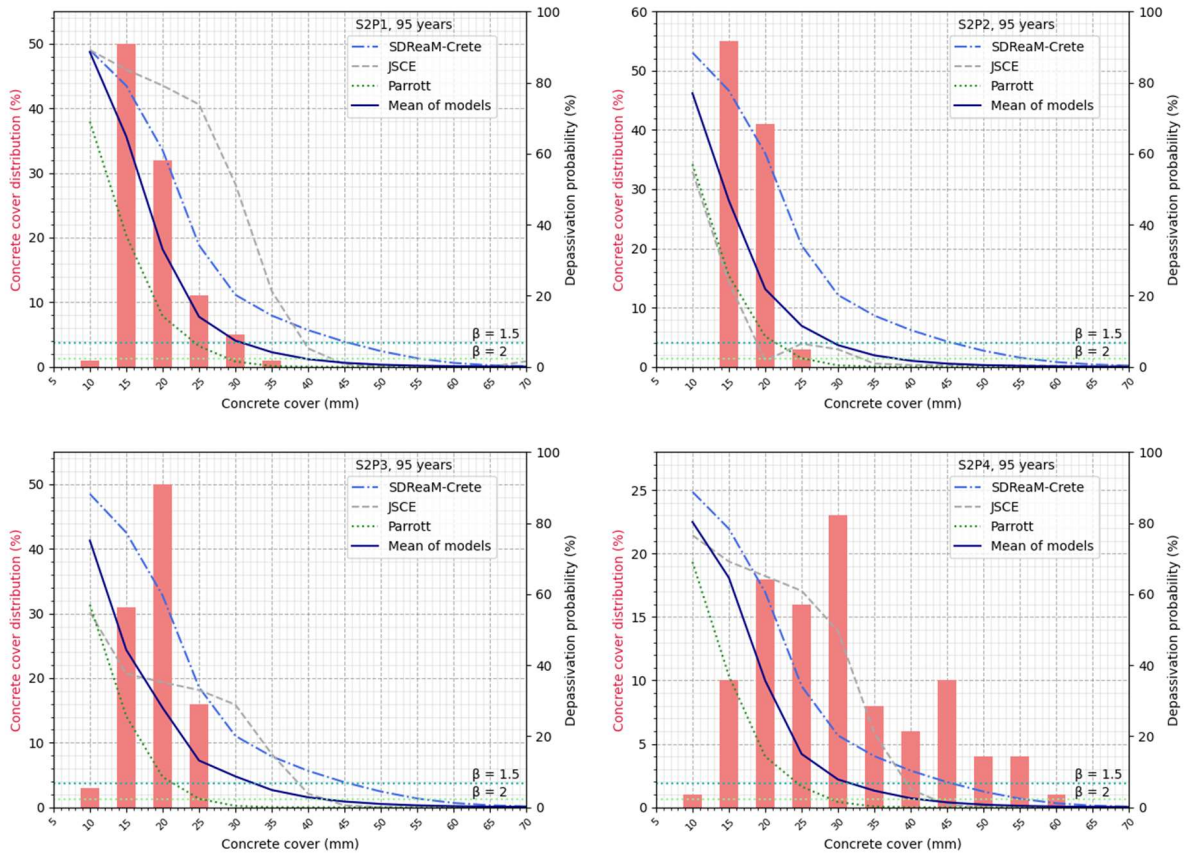 S2P1, 95 years
SDReaM-Crete
JSCE
Parrott
Mean of models
β = 1.5
β = 2
Concrete cover distribution (%)
0
10
20
30
40
50
Depassivation probability (%)
0
20
40
60
80
100
5
10
15
20
25
30
35
40
45
50
55
60
65
70
Concrete cover (mm)
S2P2, 95 years
SDReaM-Crete
JSCE
Parrott
Mean of models
β = 1.5
β = 2
Concrete cover distribution (%)
0
10
20
30
40
50
60
Depassivation probability (%)
0
20
40
60
80
100
5
10
15
20
25
30
35
40
45
50
55
60
65
70
Concrete cover (mm)
S2P3, 95 years
SDReaM-Crete
JSCE
Parrott
Mean of models
β = 1.5
β = 2
Concrete cover distribution (%)
0
10
20
30
40
50
Depassivation probability (%)
0
20
40
60
80
100
5
10
15
20
25
30
35
40
45
50
55
60
65
70
Concrete cover (mm)
S2P4, 95 years
SDReaM-Crete
JSCE
Parrott
Mean of models
β = 1.5
β = 2
Concrete cover distribution (%)
0
5
10
15
20
25
Depassivation probability (%)
0
20
40
60
80
100
5
10
15
20
25
30
35
40
45
50
55
60
65
70
Concrete cover (mm)